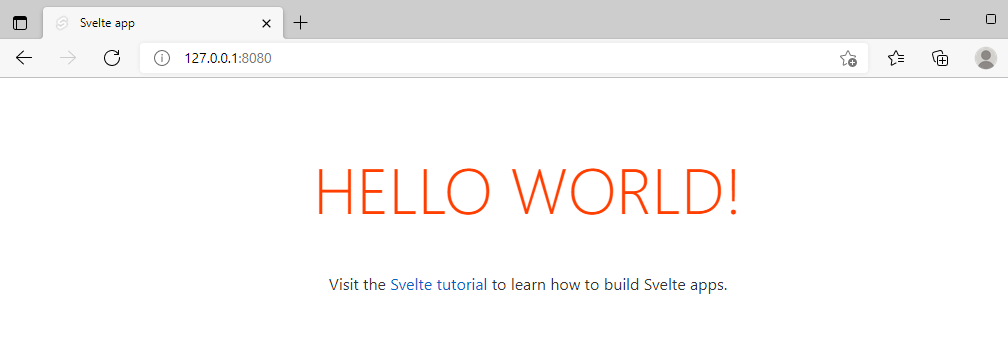 Svelte app
127.0.0.1:8080
HELLO WORLD!
Visit the Svelte tutorial to learn how to build Svelte apps.